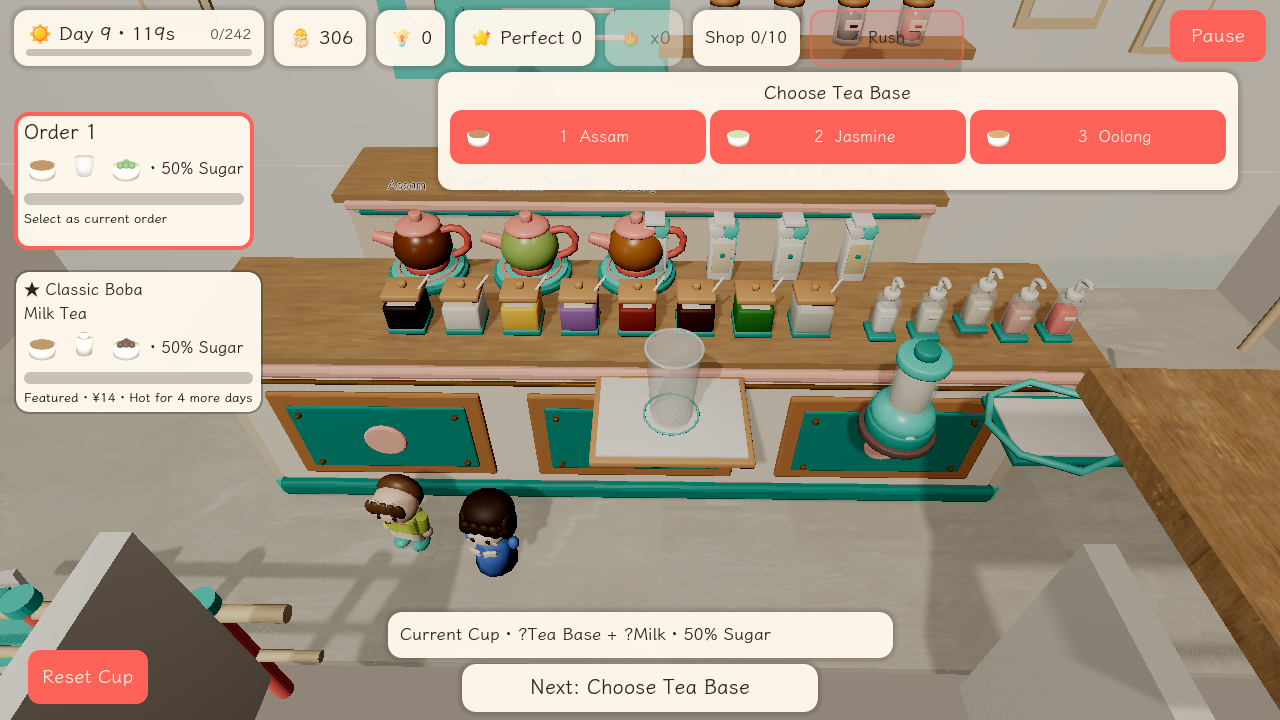 Day 9 • 119s
0/242
306
0
Perfect 0
x0
Shop 0/10
Rush
Pause
Choose Tea Base
1 Assam
2 Jasmine
3 Oolong
Order 1
• 50% Sugar
Select as current order
★ Classic Boba
Milk Tea
• 50% Sugar
Featured • ¥14 • Hot for 4 more days
Assam
Current Cup • ?Tea Base + ?Milk • 50% Sugar
Next: Choose Tea Base
Reset Cup